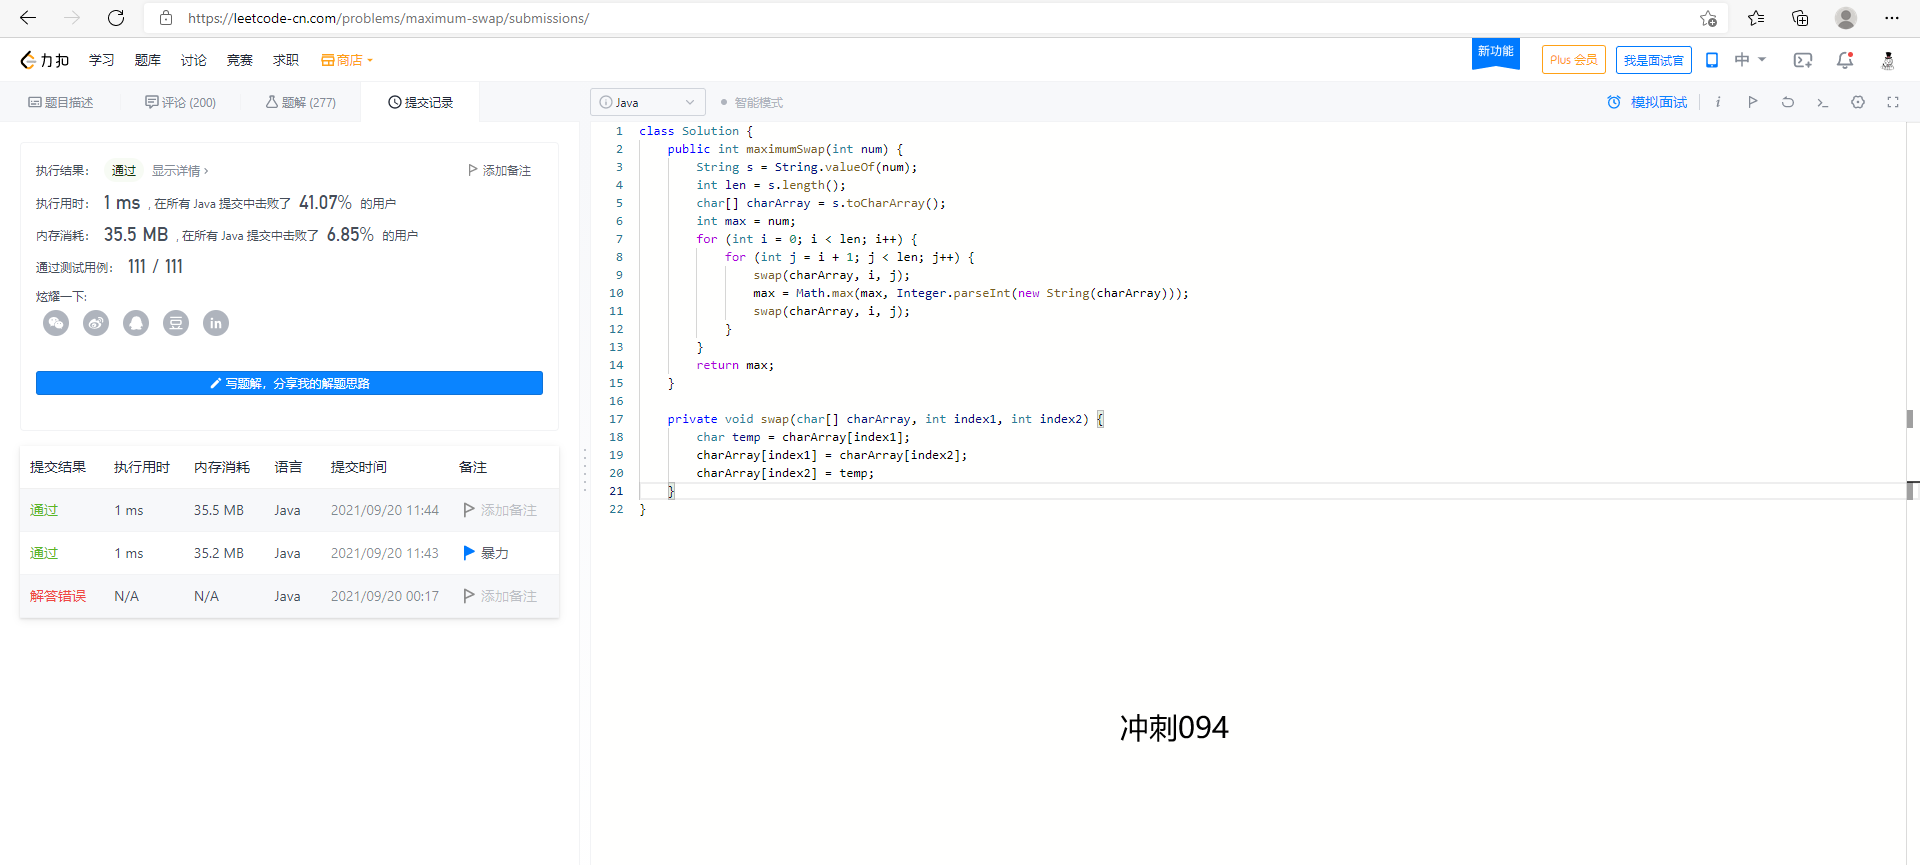 https://leetcode-cn.com/problems/maximum-swap/submissions/
力扣 学习 题库 讨论 竞赛 求职 商店 新功能 Plus 会员 我是面试官 中
题目描述 评论 (200) 题解 (277) 提交记录
执行结果： 通过 显示详情 › 添加备注
执行用时： 1 ms , 在所有 Java 提交中击败了 41.07% 的用户
内存消耗： 35.5 MB , 在所有 Java 提交中击败了 6.85% 的用户
通过测试用例： 111 / 111
炫耀一下:
豆 in
写题解，分享我的解题思路
提交结果 执行用时 内存消耗 语言 提交时间 备注
通过 1 ms 35.5 MB Java 2021/09/20 11:44 添加备注
通过 1 ms 35.2 MB Java 2021/09/20 11:43 暴力
解答错误 N/A N/A Java 2021/09/20 00:17 添加备注
Java 智能模式 模拟面试 i
1 class Solution {
2 public int maximumSwap(int num) {
3 String s = String.valueOf(num);
4 int len = s.length();
5 char[] charArray = s.toCharArray();
6 int max = num;
7 for (int i = 0; i < len; i++) {
8 for (int j = i + 1; j < len; j++) {
9 swap(charArray, i, j);
10 max = Math.max(max, Integer.parseInt(new String(charArray)));
11 swap(charArray, i, j);
12 }
13 }
14 return max;
15 }
16
17 private void swap(char[] charArray, int index1, int index2) {
18 char temp = charArray[index1];
19 charArray[index1] = charArray[index2];
20 charArray[index2] = temp;
21 }
22 }
冲刺094